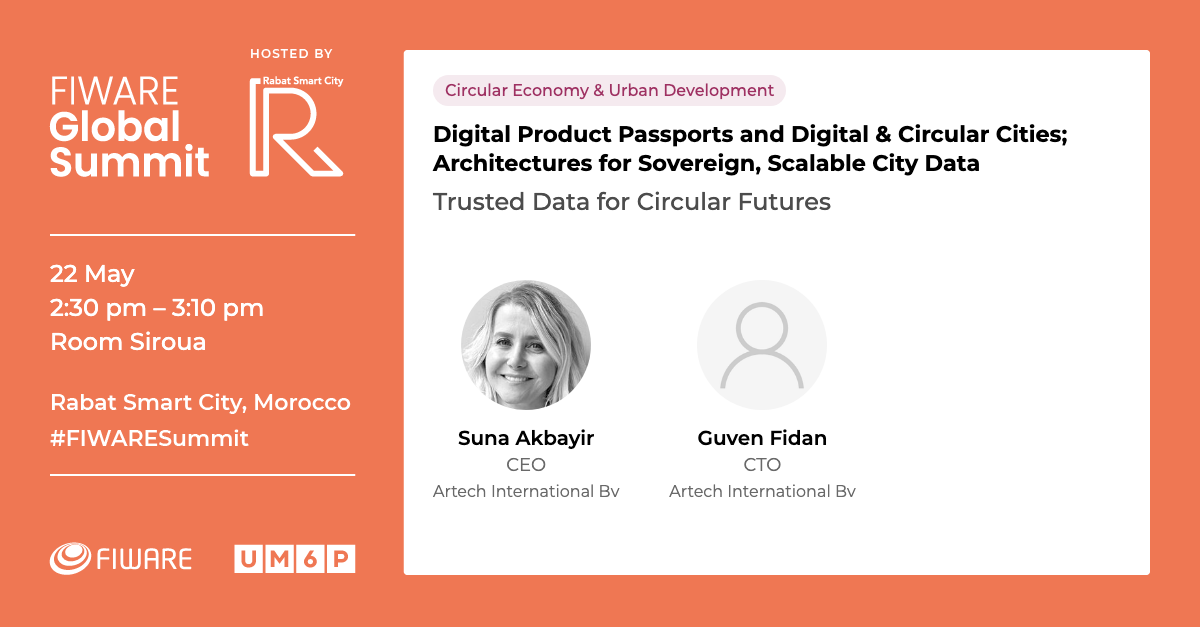 FIWARE
Global
Summit
HOSTED BY
Rabat Smart City
R
22 May
2:30 pm – 3:10 pm
Room Siroua
Rabat Smart City, Morocco
#FIWARESummit
FIWARE
UM6P
Circular Economy & Urban Development
Digital Product Passports and Digital & Circular Cities;
Architectures for Sovereign, Scalable City Data
Trusted Data for Circular Futures
Suna Akbayir
CEO
Artech International Bv
Guven Fidan
CTO
Artech International Bv